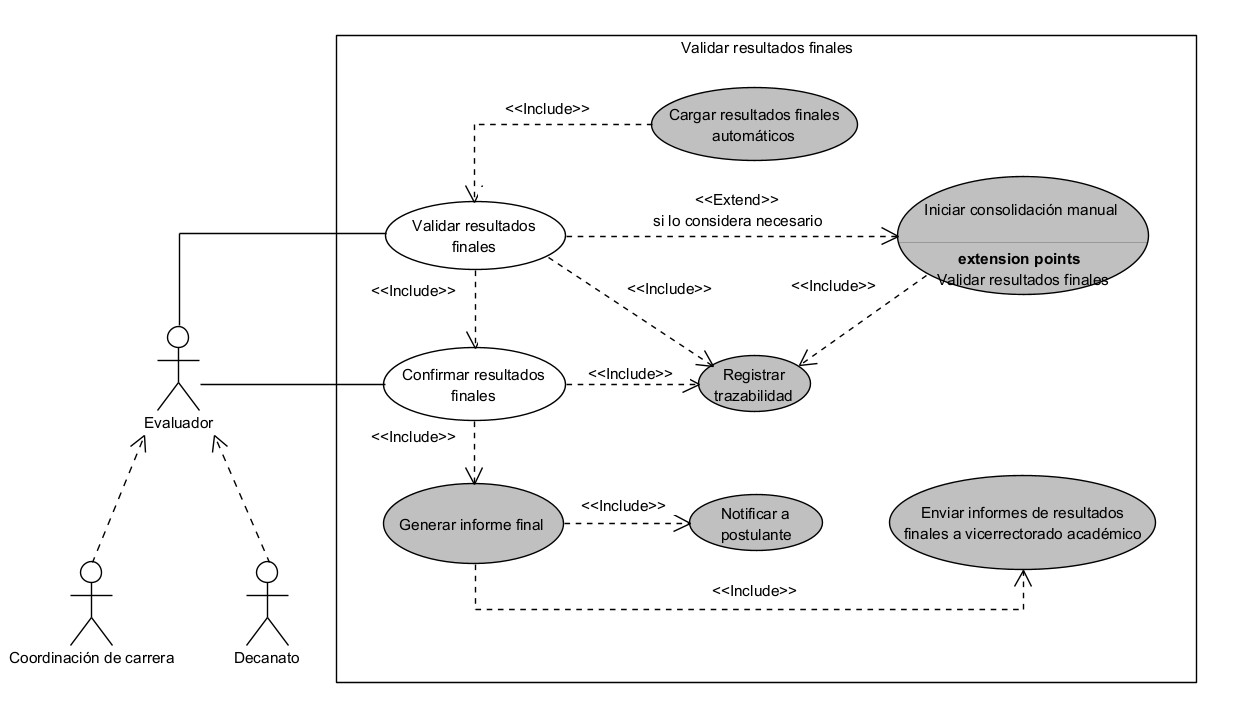 Validar resultados finales
<<Include>>
Cargar resultados finales
automáticos
<<Extend>>
si lo considera necesario
Iniciar consolidación manual
extension points
Validar resultados finales
Validar resultados
finales
<<Include>>
<<Include>>
<<Include>>
Confirmar resultados
finales
<<Include>>
Registrar
trazabilidad
Evaluador
<<Include>>
Generar informe final
<<Include>>
Notificar a
postulante
Enviar informes de resultados
finales a vicerrectorado académico
<<Include>>
Coordinación de carrera
Decanato